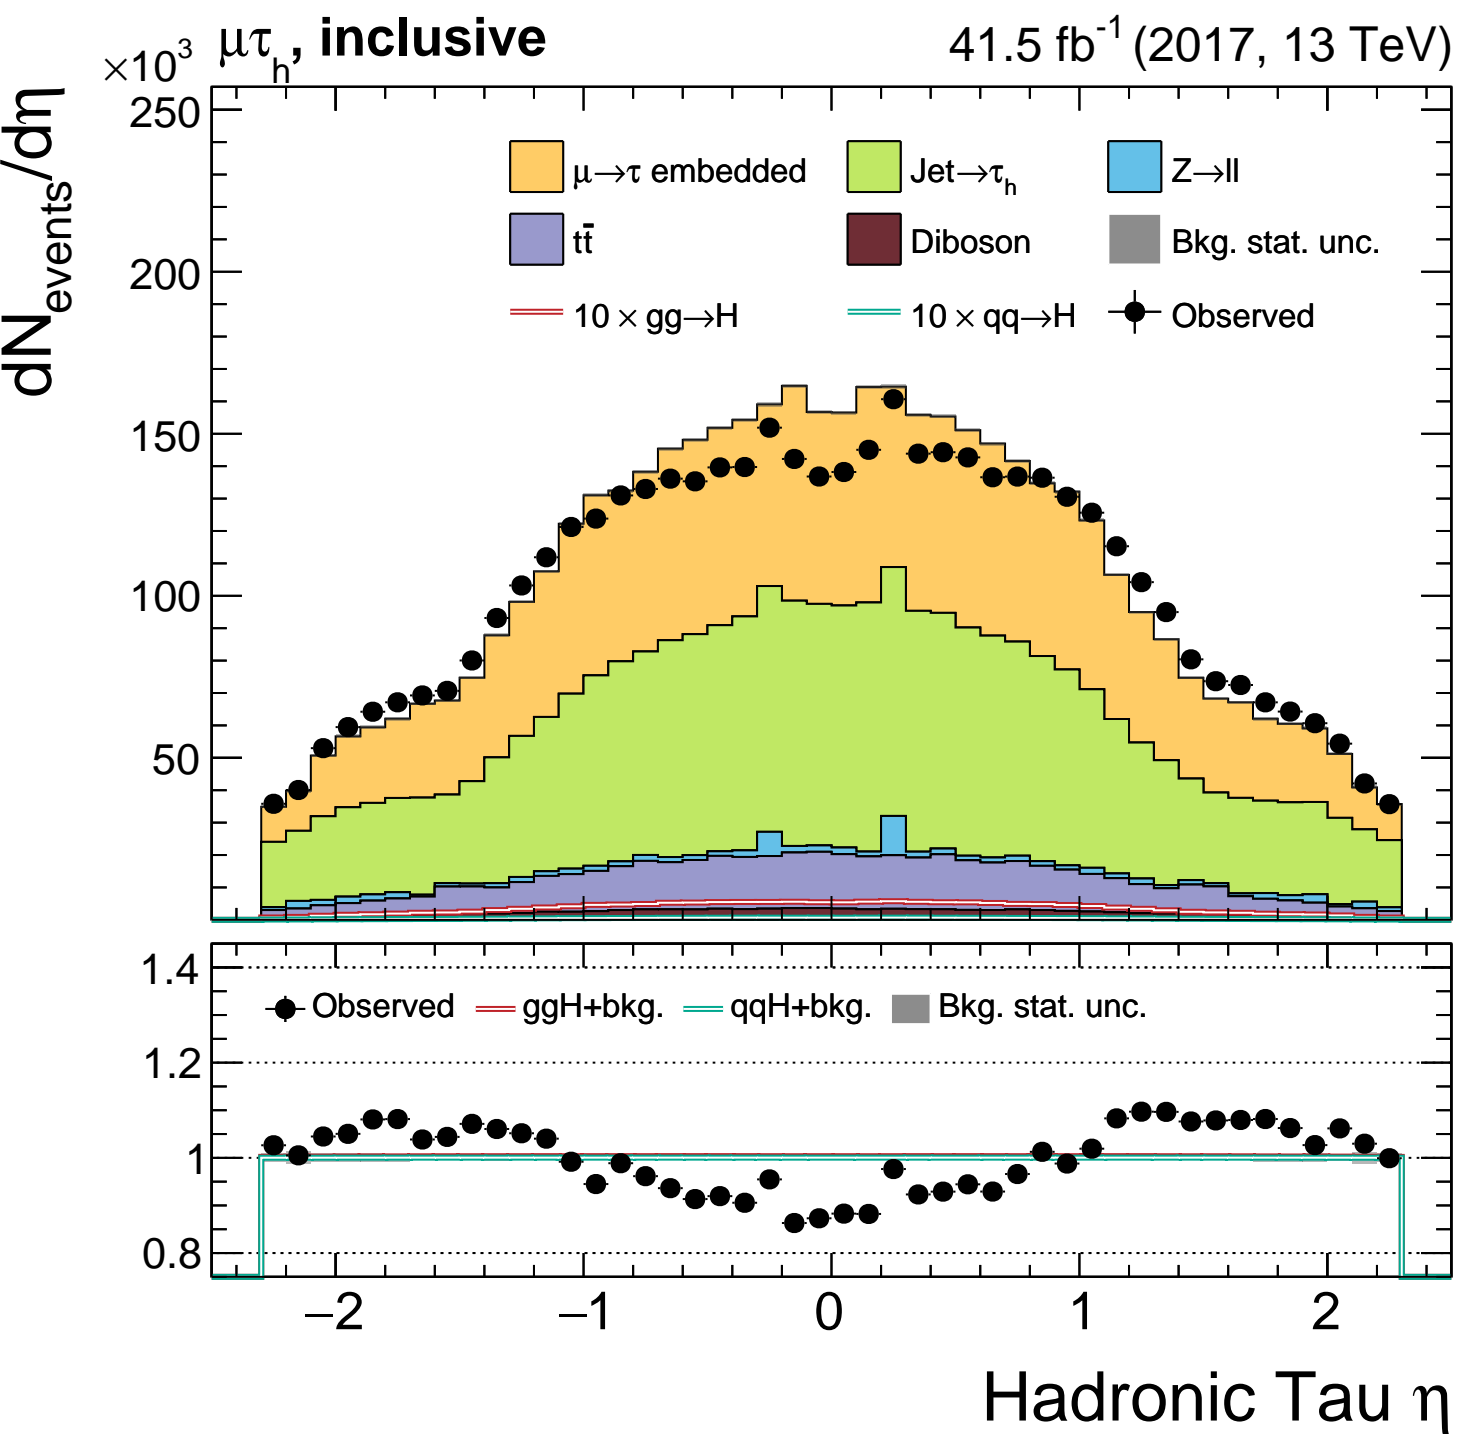 ×10³ μτₕ, inclusive 41.5 fb⁻¹ (2017, 13 TeV)
dN_events/dη
250
200
150
100
50
μ→τ embedded Jet→τₕ Z→ll
tt̄ Diboson Bkg. stat. unc.
10 × gg→H 10 × qq→H Observed
1.4
1.2
1
0.8
Observed ggH+bkg. qqH+bkg. Bkg. stat. unc.
−2 −1 0 1 2
Hadronic Tau η